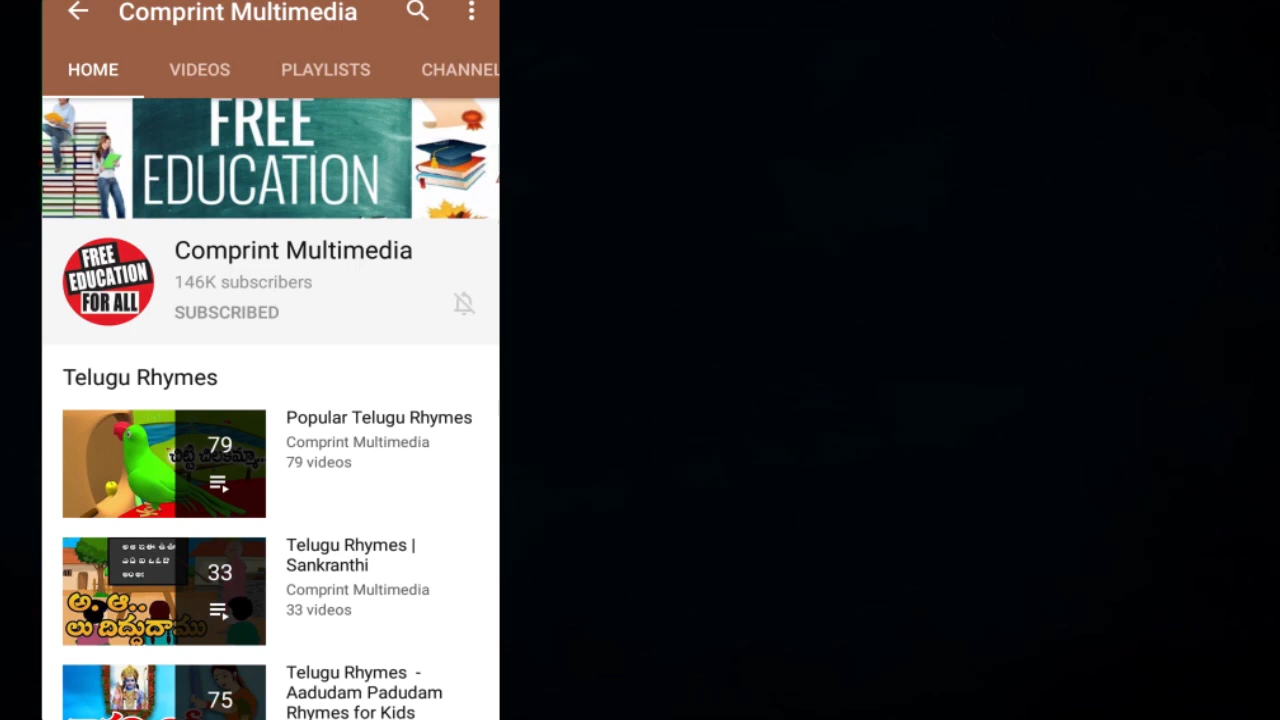 Comprint Multimedia
HOME VIDEOS PLAYLISTS CHANNEL
FREE
EDUCATION
FREE
EDUCATION
FOR ALL
Comprint Multimedia
146K subscribers
SUBSCRIBED
Telugu Rhymes
79
చిట్టి చిలకమ్మా..
Popular Telugu Rhymes
Comprint Multimedia
79 videos
33
అ. ఆ..
లు దిద్దుదాము
Telugu Rhymes |
Sankranthi
Comprint Multimedia
33 videos
75
Telugu Rhymes -
Aadudam Padudam
Rhymes for Kids